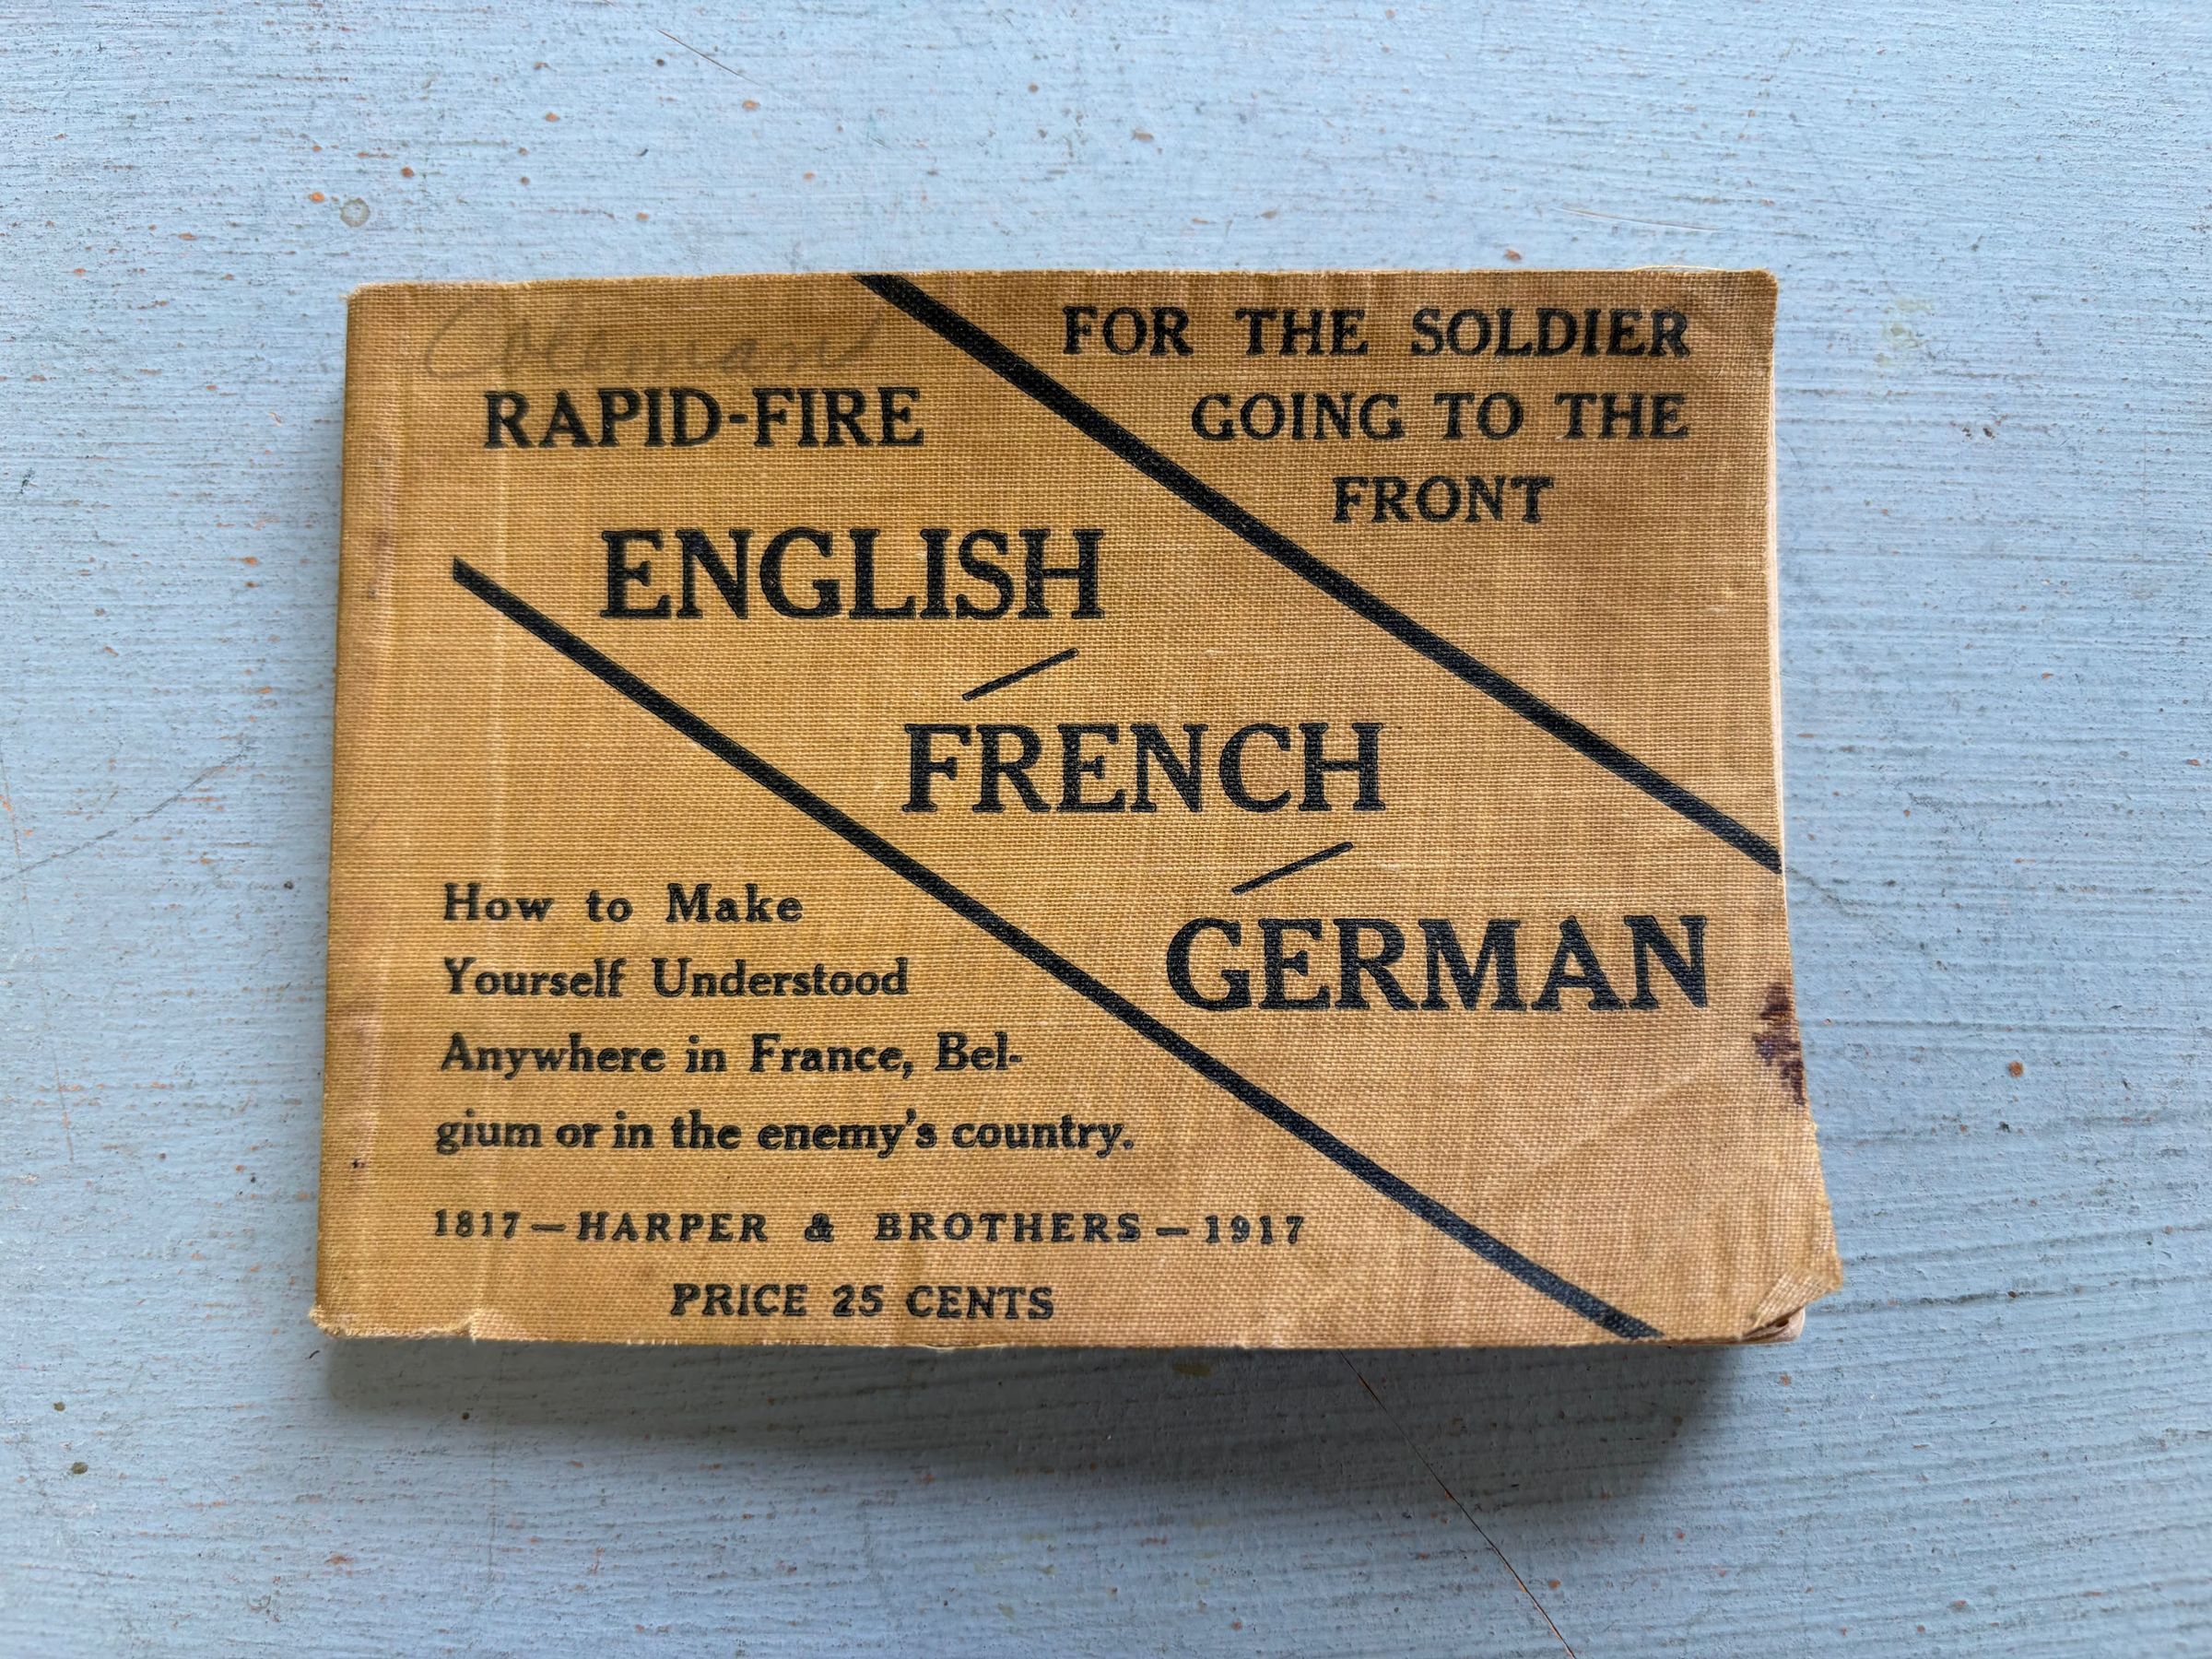 Coleman
RAPID-FIRE
ENGLISH
FRENCH
GERMAN
FOR THE SOLDIER
GOING TO THE
FRONT
How to Make
Yourself Understood
Anywhere in France, Bel-
gium or in the enemy's country.
1817—HARPER & BROTHERS—1917
PRICE 25 CENTS